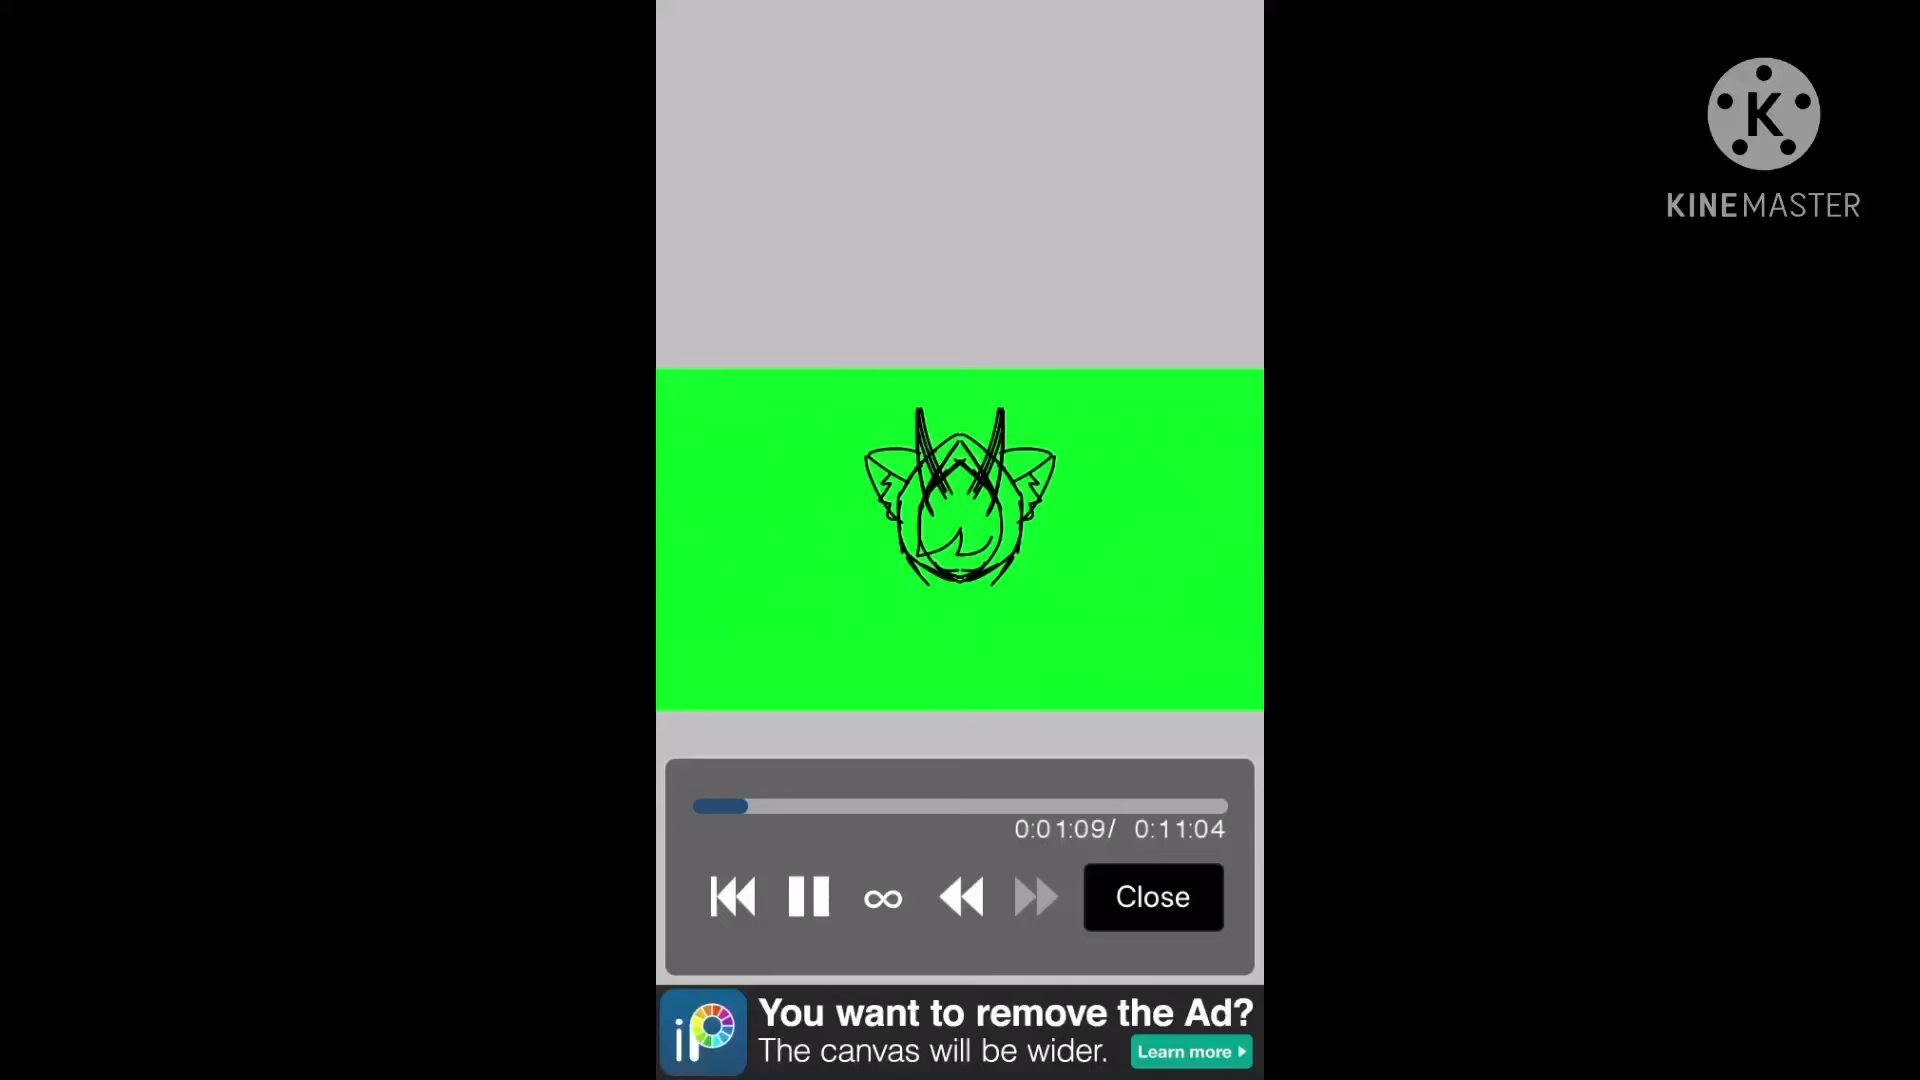 K
KINEMASTER
0:01:09/ 0:11:04
Close
iP
You want to remove the Ad?
The canvas will be wider.
Learn more